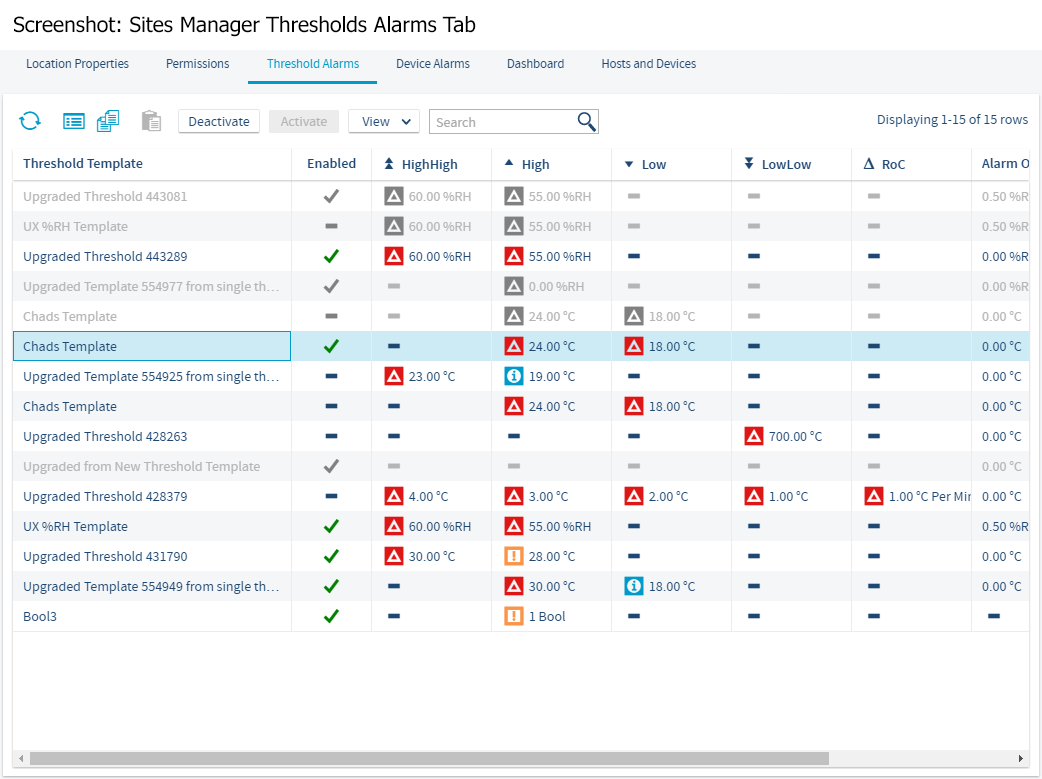 Screenshot: Sites Manager Thresholds Alarms Tab
Location Properties Permissions Threshold Alarms Device Alarms Dashboard Hosts and Devices
Deactivate Activate View Search Displaying 1-15 of 15 rows
Threshold Template Enabled HighHigh High Low LowLow RoC Alarm O
Upgraded Threshold 443081 60.00 %RH 55.00 %RH 0.50 %R
UX %RH Template 60.00 %RH 55.00 %RH 0.50 %R
Upgraded Threshold 443289 60.00 %RH 55.00 %RH 0.00 %R
Upgraded Template 554977 from single th... 0.00 %RH 0.00 %R
Chads Template 24.00 °C 18.00 °C 0.00 °C
Chads Template 24.00 °C 18.00 °C 0.00 °C
Upgraded Template 554925 from single th... 23.00 °C 19.00 °C 0.00 °C
Chads Template 24.00 °C 18.00 °C 0.00 °C
Upgraded Threshold 428263 700.00 °C 0.00 °C
Upgraded from New Threshold Template 0.00 °C
Upgraded Threshold 428379 4.00 °C 3.00 °C 2.00 °C 1.00 °C 1.00 °C Per Min 0.00 °C
UX %RH Template 60.00 %RH 55.00 %RH 0.50 %R
Upgraded Threshold 431790 30.00 °C 28.00 °C 0.00 °C
Upgraded Template 554949 from single th... 30.00 °C 18.00 °C 0.00 °C
Bool3 1 Bool